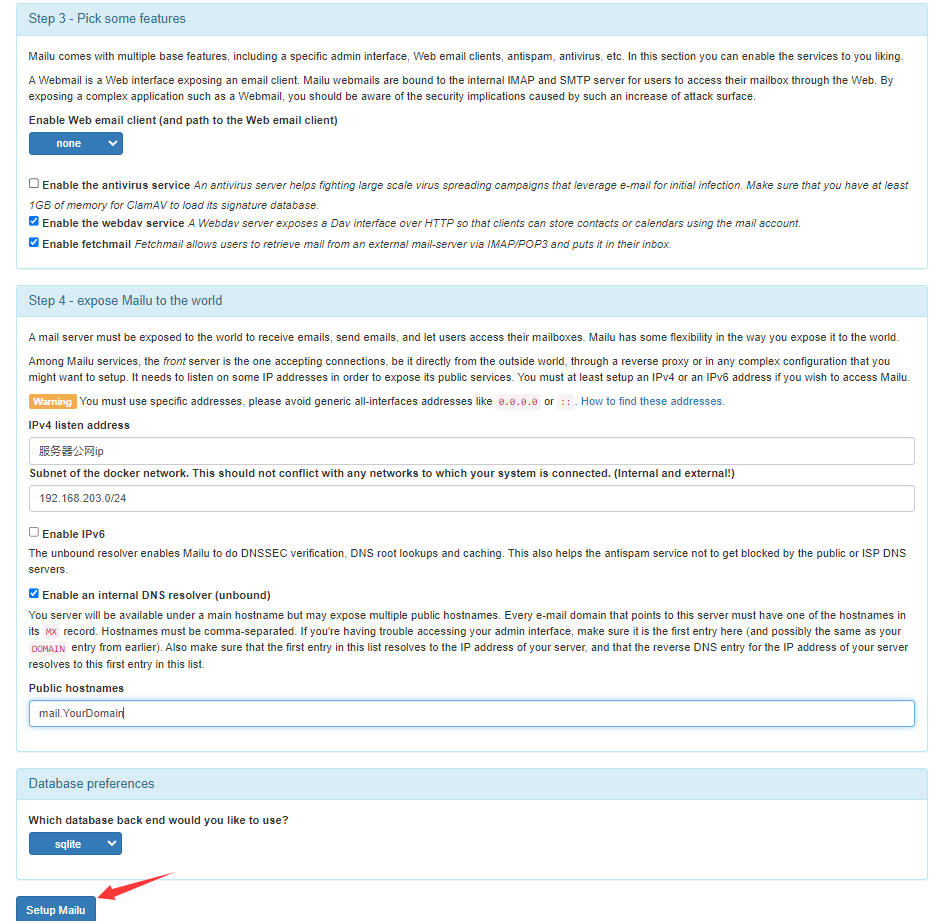 Step 3 - Pick some features
Mailu comes with multiple base features, including a specific admin interface, Web email clients, antispam, antivirus, etc. In this section you can enable the services to you liking.
A Webmail is a Web interface exposing an email client. Mailu webmails are bound to the internal IMAP and SMTP server for users to access their mailbox through the Web. By
exposing a complex application such as a Webmail, you should be aware of the security implications caused by such an increase of attack surface.
Enable Web email client (and path to the Web email client)
none
Enable the antivirus service An antivirus server helps fighting large scale virus spreading campaigns that leverage e-mail for initial infection. Make sure that you have at least
1GB of memory for ClamAV to load its signature database.
Enable the webdav service A Webdav server exposes a Dav interface over HTTP so that clients can store contacts or calendars using the mail account.
Enable fetchmail Fetchmail allows users to retrieve mail from an external mail-server via IMAP/POP3 and puts it in their inbox.
Step 4 - expose Mailu to the world
A mail server must be exposed to the world to receive emails, send emails, and let users access their mailboxes. Mailu has some flexibility in the way you expose it to the world.
Among Mailu services, the front server is the one accepting connections, be it directly from the outside world, through a reverse proxy or in any complex configuration that you
might want to setup. It needs to listen on some IP addresses in order to expose its public services. You must at least setup an IPv4 or an IPv6 address if you wish to access Mailu.
Warning You must use specific addresses, please avoid generic all-interfaces addresses like 0.0.0.0 or :: . How to find these addresses.
IPv4 listen address
服务器公网ip
Subnet of the docker network. This should not conflict with any networks to which your system is connected. (Internal and external!)
192.168.203.0/24
Enable IPv6
The unbound resolver enables Mailu to do DNSSEC verification, DNS root lookups and caching. This also helps the antispam service not to get blocked by the public or ISP DNS
servers.
Enable an internal DNS resolver (unbound)
You server will be available under a main hostname but may expose multiple public hostnames. Every e-mail domain that points to this server must have one of the hostnames in
its MX record. Hostnames must be comma-separated. If you're having trouble accessing your admin interface, make sure it is the first entry here (and possibly the same as your
DOMAIN entry from earlier). Also make sure that the first entry in this list resolves to the IP address of your server, and that the reverse DNS entry for the IP address of your server
resolves to this first entry in this list.
Public hostnames
mail.YourDomain
Database preferences
Which database back end would you like to use?
sqlite
Setup Mailu